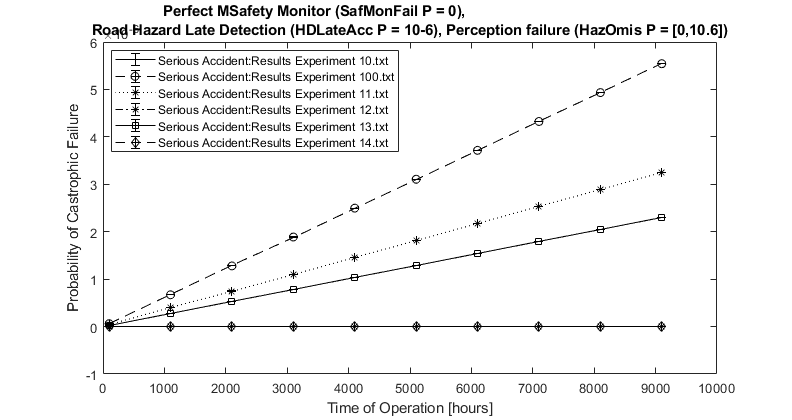 Perfect MSafety Monitor (SafMonFail P = 0),
Road Hazard Late Detection (HDLateAcc P = 10-6), Perception failure (HazOmis P = [0,10.6])
6
5
4
3
2
1
0
-1
Probability of Castrophic Failure
Serious Accident:Results Experiment 10.txt
Serious Accident:Results Experiment 100.txt
Serious Accident:Results Experiment 11.txt
Serious Accident:Results Experiment 12.txt
Serious Accident:Results Experiment 13.txt
Serious Accident:Results Experiment 14.txt
0 1000 2000 3000 4000 5000 6000 7000 8000 9000 10000
Time of Operation [hours]